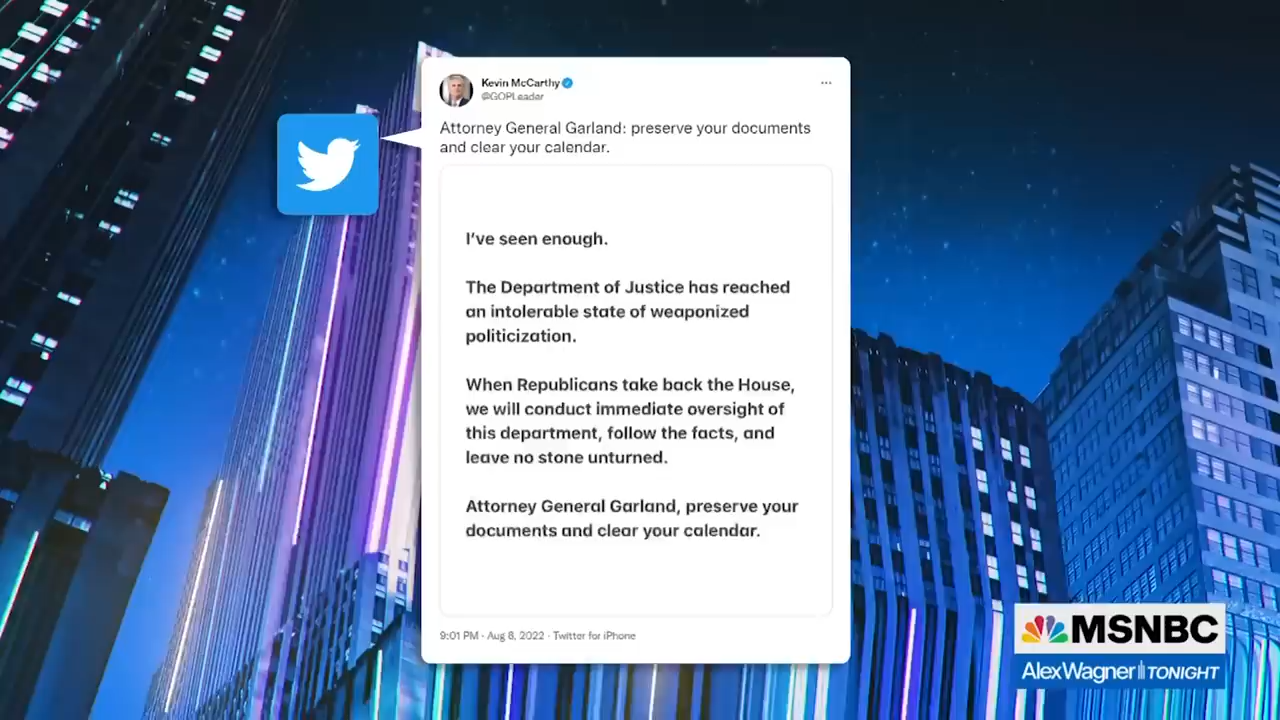 Kevin McCarthy
@GOPLeader
Attorney General Garland: preserve your documents
and clear your calendar.
I've seen enough.
The Department of Justice has reached
an intolerable state of weaponized
politicization.
When Republicans take back the House,
we will conduct immediate oversight of
this department, follow the facts, and
leave no stone unturned.
Attorney General Garland, preserve your
documents and clear your calendar.
9:01 PM · Aug 8, 2022 · Twitter for iPhone
MSNBC
AlexWagner TONIGHT